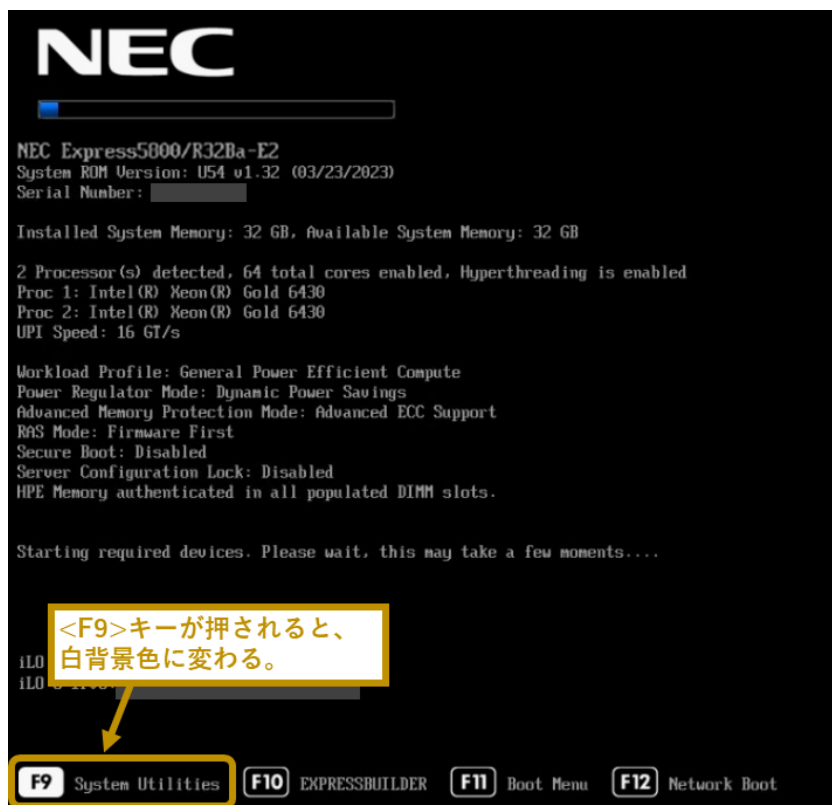 NEC
NEC Express5800/R32Ba-E2
System ROM Version: U54 v1.32 (03/23/2023)
Serial Number:
Installed System Memory: 32 GB, Available System Memory: 32 GB
2 Processor(s) detected, 64 total cores enabled, Hyperthreading is enabled
Proc 1: Intel(R) Xeon(R) Gold 6430
Proc 2: Intel(R) Xeon(R) Gold 6430
UPI Speed: 16 GT/s
Workload Profile: General Power Efficient Compute
Power Regulator Mode: Dynamic Power Savings
Advanced Memory Protection Mode: Advanced ECC Support
RAS Mode: Firmware First
Secure Boot: Disabled
Server Configuration Lock: Disabled
HPE Memory authenticated in all populated DIMM slots.
Starting required devices. Please wait, this may take a few moments....
<F9>キーが押されると、
白背景色に変わる。
iLO
iLO
F9 System Utilities F10 EXPRESSBUILDER F11 Boot Menu F12 Network Boot